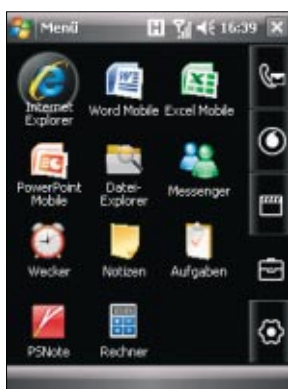 Menü 16:39
Internet Explorer
Word Mobile
Excel Mobile
PowerPoint Mobile
Datei-Explorer
Messenger
Wecker
Notizen
Aufgaben
PSNote
Rechner